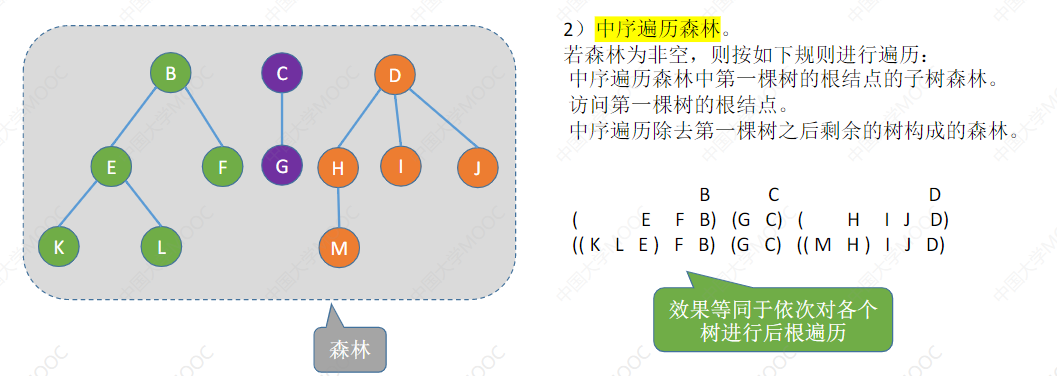 B C D
E F G H I J
K L M
森林
2）中序遍历森林。
若森林为非空，则按如下规则进行遍历：
中序遍历森林中第一棵树的根结点的子树森林。
访问第一棵树的根结点。
中序遍历除去第一棵树之后剩余的树构成的森林。
B C D
( E F B) (G C) ( H I J D)
(( K L E ) F B) (G C) (( M H ) I J D)
效果等同于依次对各个
树进行后根遍历
中国大学MOOC